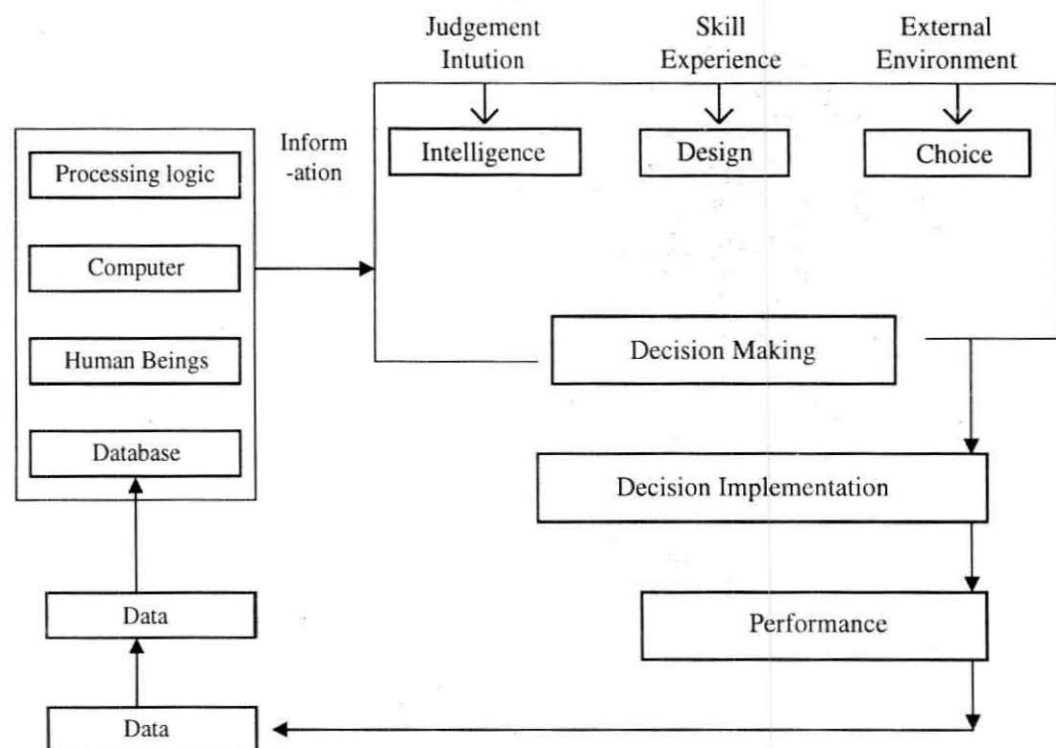 Judgement
Intution
Skill
Experience
External
Environment
Inform
-ation
Processing logic
Computer
Human Beings
Database
Intelligence
Design
Choice
Decision Making
Decision Implementation
Performance
Data
Data